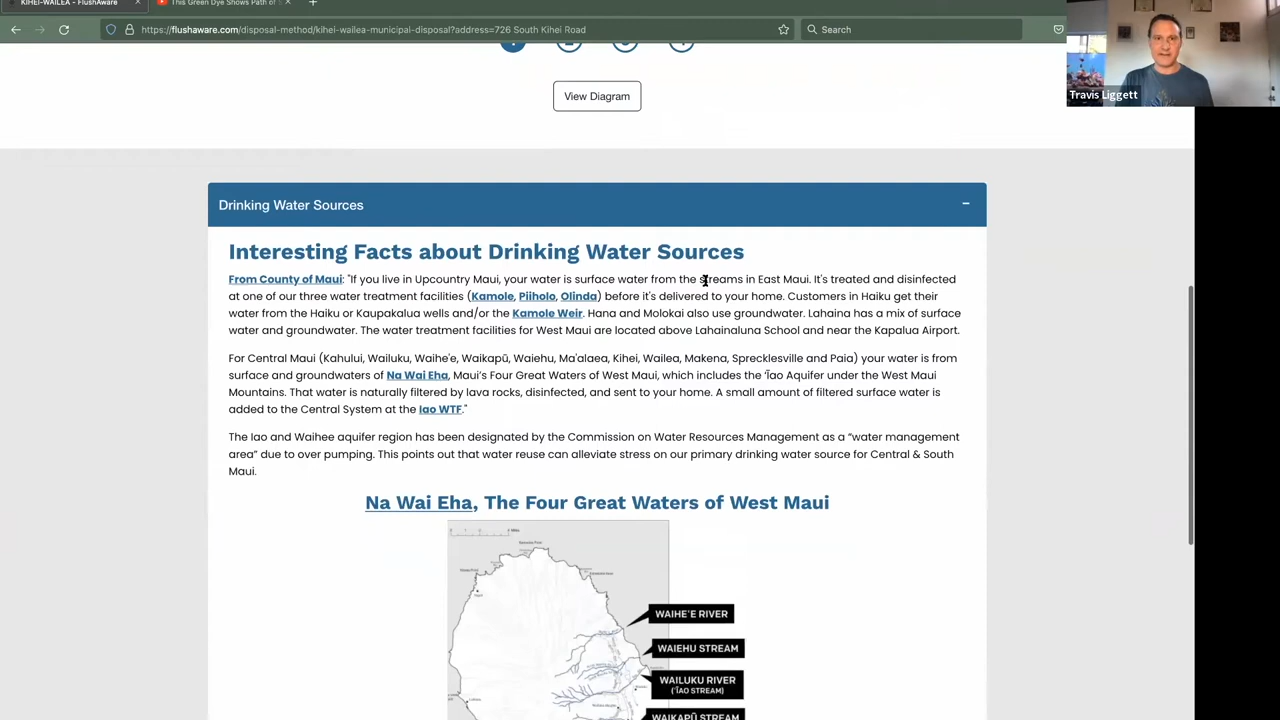 KIHEI-WAILEA - FlushAware
This Green Dye Shows Path of
https://flushaware.com/disposal-method/kihei-wailea-municipal-disposal?address=726 South Kihei Road
Search
Travis Liggett
View Diagram
Drinking Water Sources
Interesting Facts about Drinking Water Sources
From County of Maui: "If you live in Upcountry Maui, your water is surface water from the streams in East Maui. It's treated and disinfected
at one of our three water treatment facilities (Kamole, Piiholo, Olinda) before it's delivered to your home. Customers in Haiku get their
water from the Haiku or Kaupakalua wells and/or the Kamole Weir. Hana and Molokai also use groundwater. Lahaina has a mix of surface
water and groundwater. The water treatment facilities for West Maui are located above Lahainaluna School and near the Kapalua Airport.
For Central Maui (Kahului, Wailuku, Waihe'e, Waikapū, Waiehu, Ma'alaea, Kihei, Wailea, Makena, Sprecklesville and Paia) your water is from
surface and groundwaters of Na Wai Eha, Maui's Four Great Waters of West Maui, which includes the ʻĪao Aquifer under the West Maui
Mountains. That water is naturally filtered by lava rocks, disinfected, and sent to your home. A small amount of filtered surface water is
added to the Central System at the Iao WTF."
The Iao and Waihee aquifer region has been designated by the Commission on Water Resources Management as a “water management
area” due to over pumping. This points out that water reuse can alleviate stress on our primary drinking water source for Central & South
Maui.
Na Wai Eha, The Four Great Waters of West Maui
WAIHEʻE RIVER
WAIEHU STREAM
WAILUKU RIVER
(ʻĪAO STREAM)
WAIKAPŪ STREAM